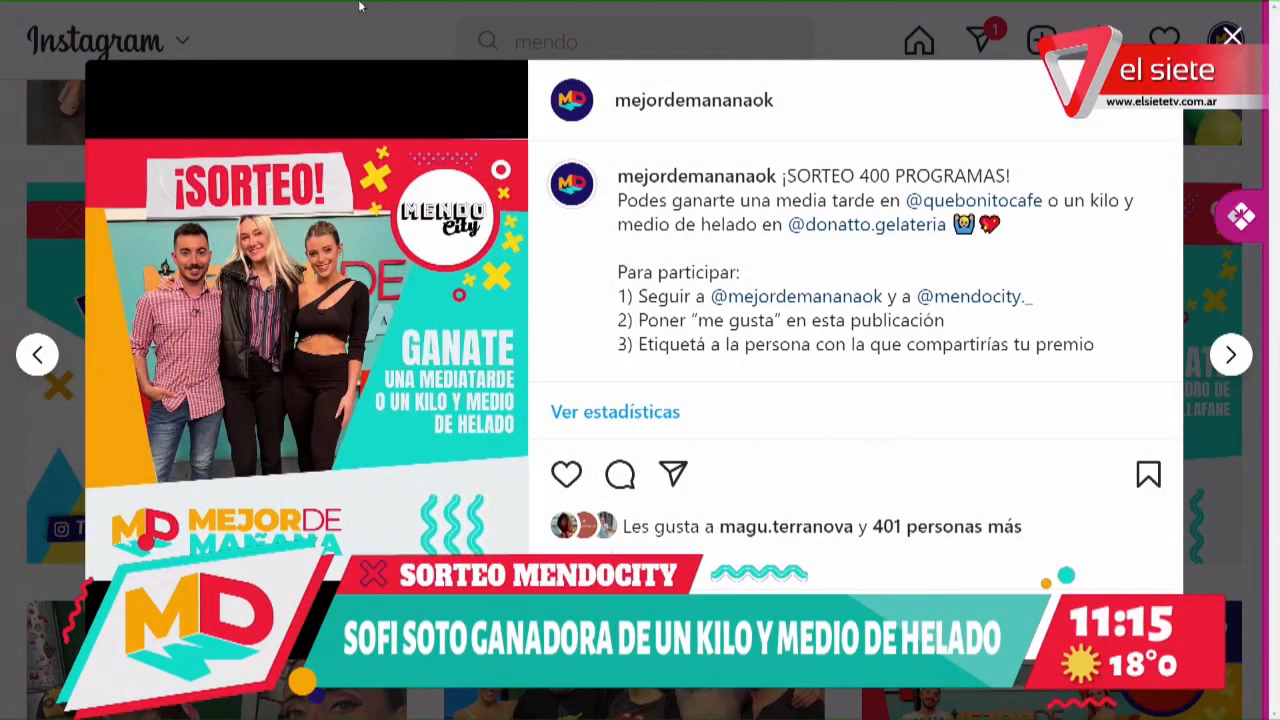 Instagram
mendo
1
el siete
www.elsietetv.com.ar
mejordemananaok
¡SORTEO!
MENDO
City
GANATE
UNA MEDIATARDE
O UN KILO Y MEDIO
DE HELADO
MD MEJOR DE
MAÑANA
mejordemananaok ¡SORTEO 400 PROGRAMAS!
Podes ganarte una media tarde en @quebonitocafe o un kilo y
medio de helado en @donatto.gelateria 🙆💖
Para participar:
1) Seguir a @mejordemananaok y a @mendocity._
2) Poner “me gusta” en esta publicación
3) Etiquetá a la persona con la que compartirías tu premio
Ver estadísticas
Les gusta a magu.terranova y 401 personas más
SORTEO MENDOCITY
MD
SOFI SOTO GANADORA DE UN KILO Y MEDIO DE HELADO
11:15
18°0